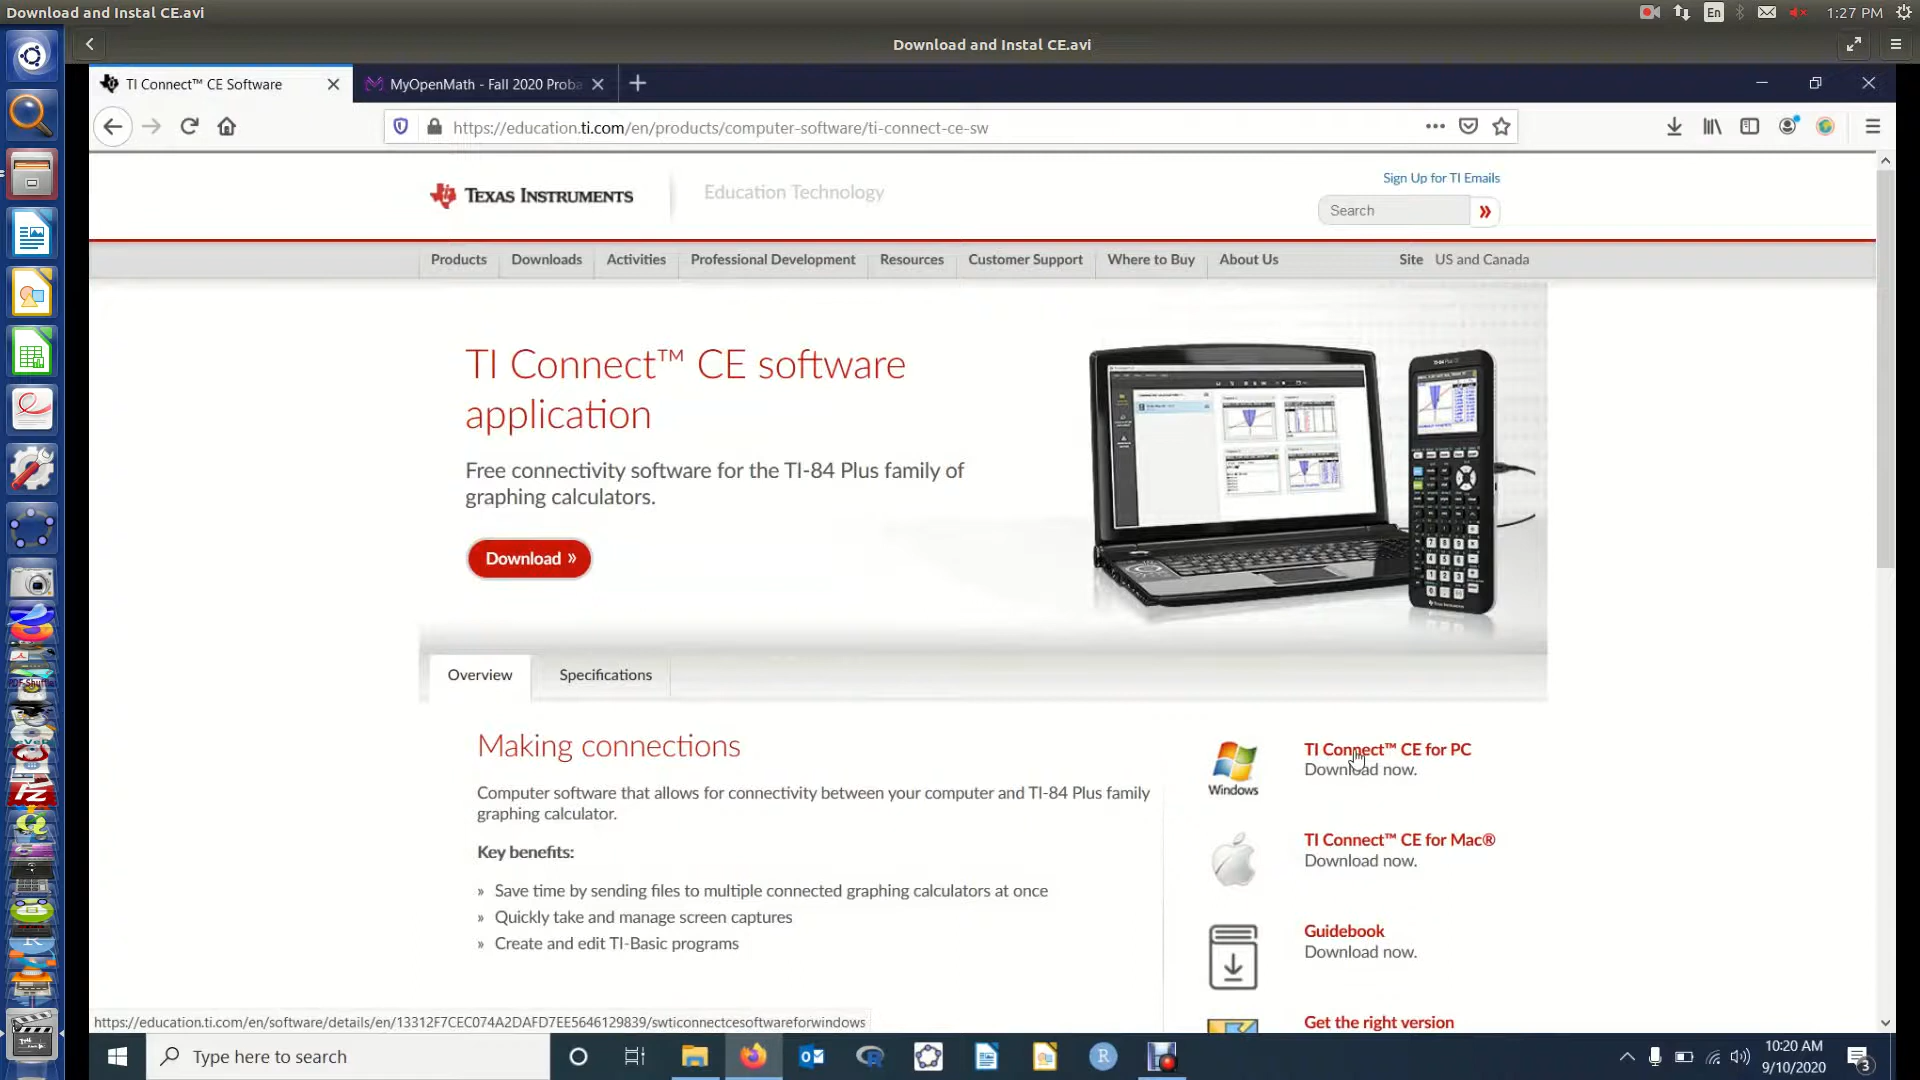 Download and Instal CE.avi
En
1:27 PM
Download and Instal CE.avi
TI Connect™ CE Software
MyOpenMath - Fall 2020 Proba
https://education.ti.com/en/products/computer-software/ti-connect-ce-sw
TEXAS INSTRUMENTS
Education Technology
Sign Up for TI Emails
Search
Products
Downloads
Activities
Professional Development
Resources
Customer Support
Where to Buy
About Us
Site US and Canada
TI Connect™ CE software
application
Free connectivity software for the TI-84 Plus family of
graphing calculators.
Download »
Overview
Specifications
Making connections
Computer software that allows for connectivity between your computer and TI-84 Plus family
graphing calculator.
Key benefits:
» Save time by sending files to multiple connected graphing calculators at once
» Quickly take and manage screen captures
» Create and edit TI-Basic programs
Windows
TI Connect™ CE for PC
Download now.
TI Connect™ CE for Mac®
Download now.
Guidebook
Download now.
Get the right version
https://education.ti.com/en/software/details/en/13312F7CEC074A2DAFD7EE5646129839/swticonnectcesoftwareforwindows
Type here to search
10:20 AM
9/10/2020
3